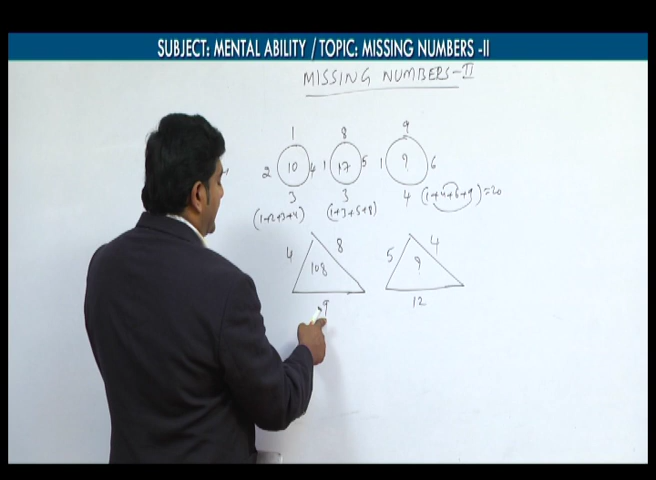 SUBJECT: MENTAL ABILITY / TOPIC: MISSING NUMBERS -II
MISSING NUMBERS-II
1 8 9
2 10 4 1 17 5 1 ? 6
3 3 4 (1+4+6+9)=20
(1+2+3+4) (1+3+5+8)
4 8 5 4
108 ?
9 12